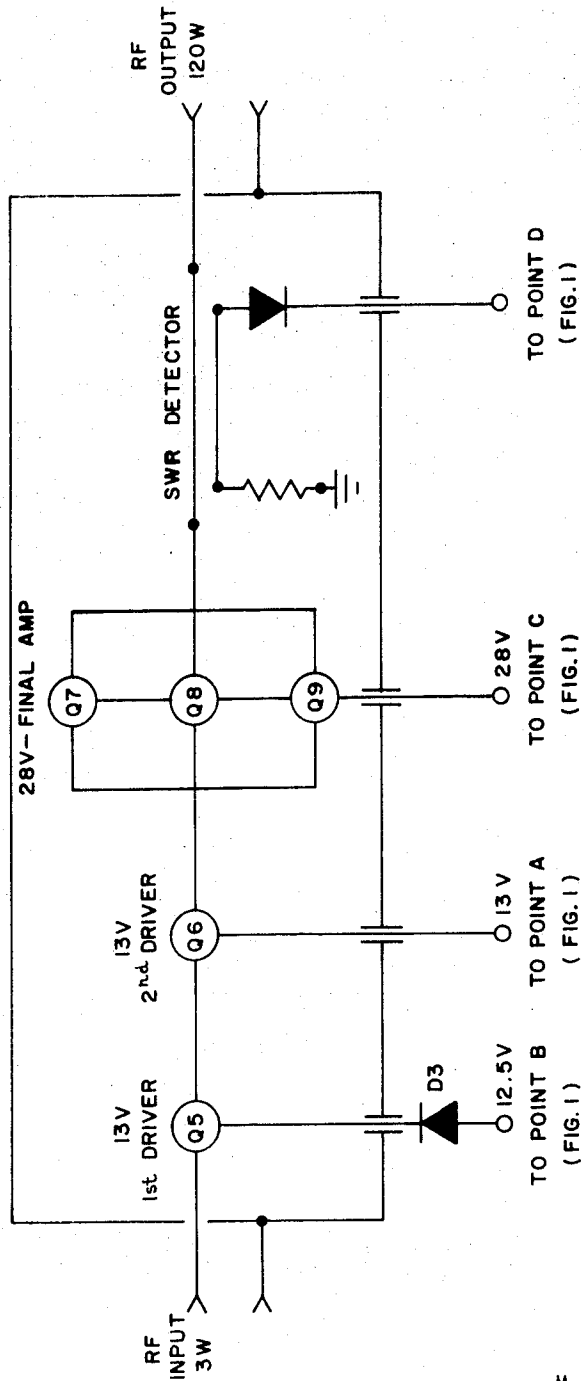 RF
INPUT
3W
13V
1st DRIVER
Q5
13V
2nd DRIVER
Q6
28V-FINAL AMP
Q7
Q8
Q9
SWR DETECTOR
RF
OUTPUT
120W
D3
12.5V
TO POINT B
(FIG. 1)
13V
TO POINT A
(FIG. 1)
28V
TO POINT C
(FIG. 1)
TO POINT D
(FIG. 1)